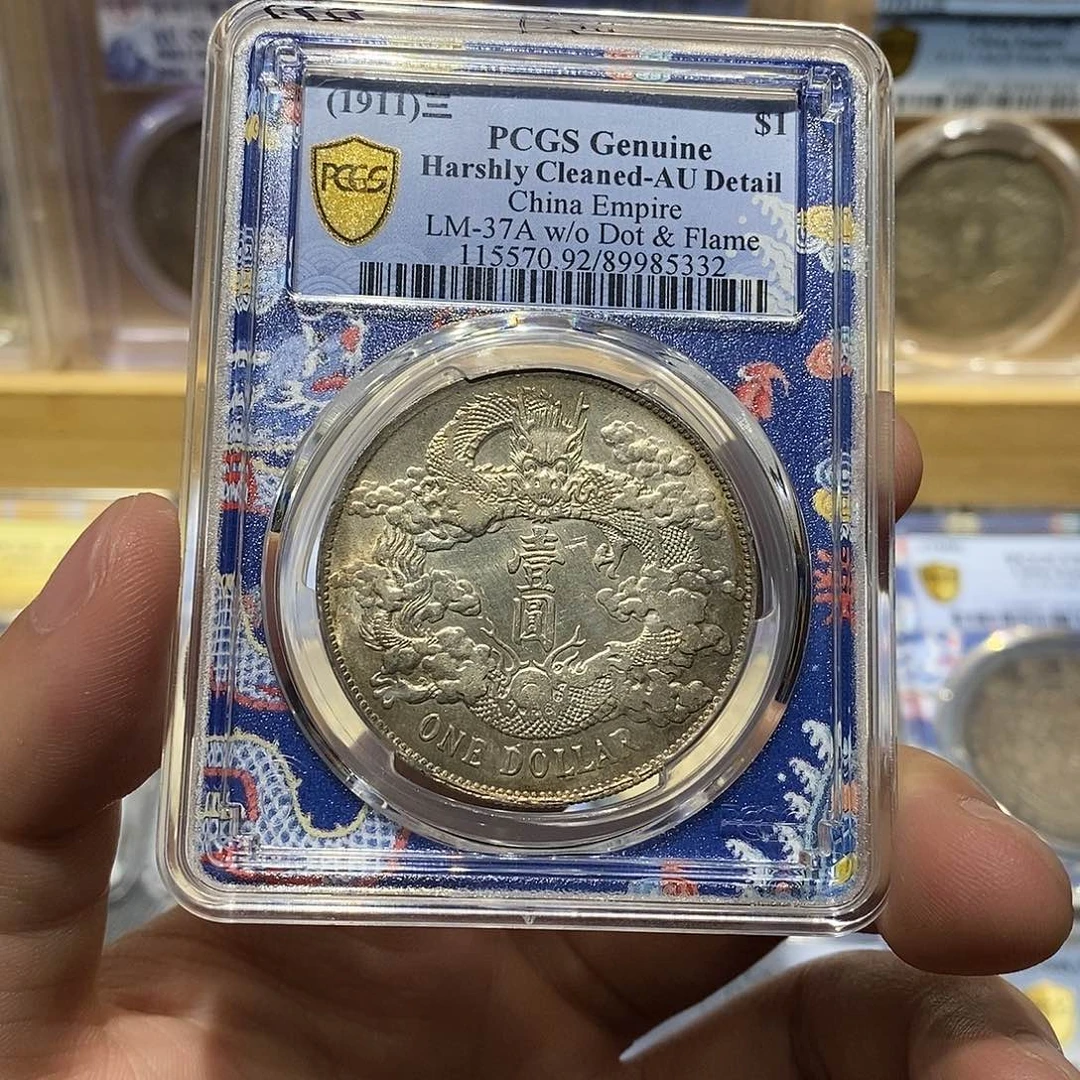 (1911)三
$1
PCGS Genuine
Harshly Cleaned-AU Detail
China Empire
LM-37A w/o Dot & Flame
115570.92/89985332
PCGS
壹
圓
ONE DOLLAR